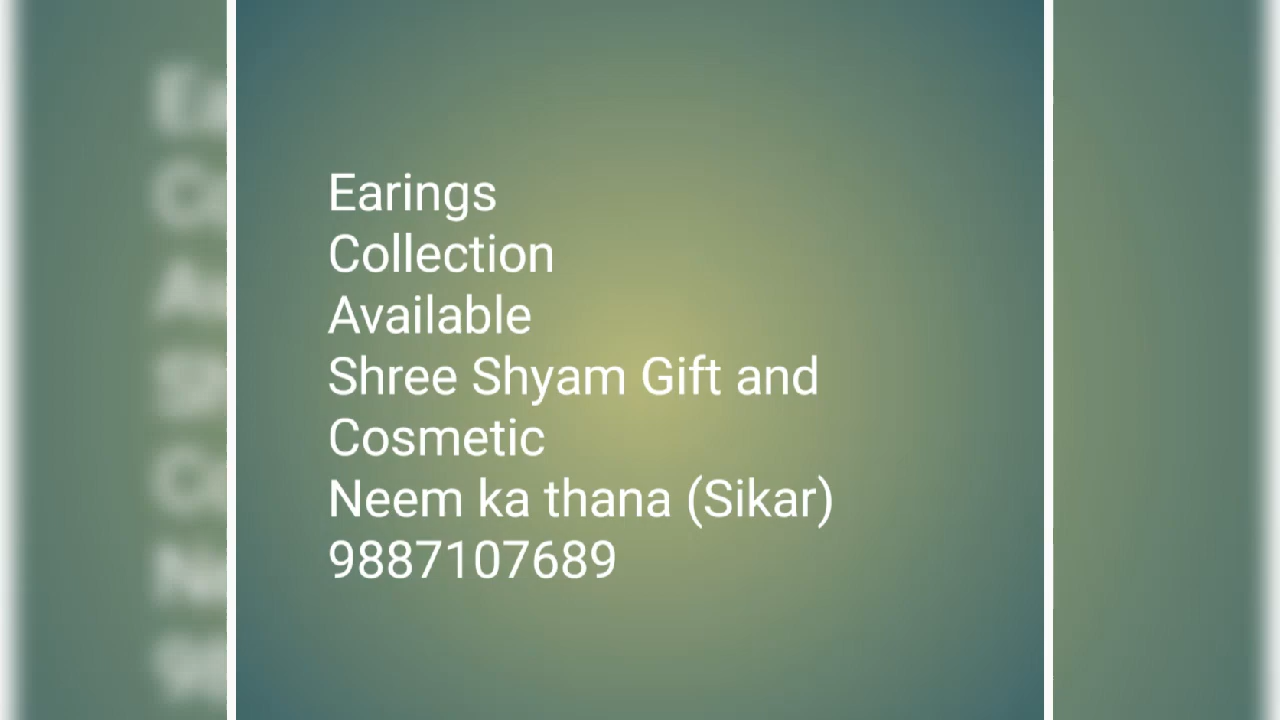 Earings
Collection
Available
Shree Shyam Gift and
Cosmetic
Neem ka thana (Sikar)
9887107689